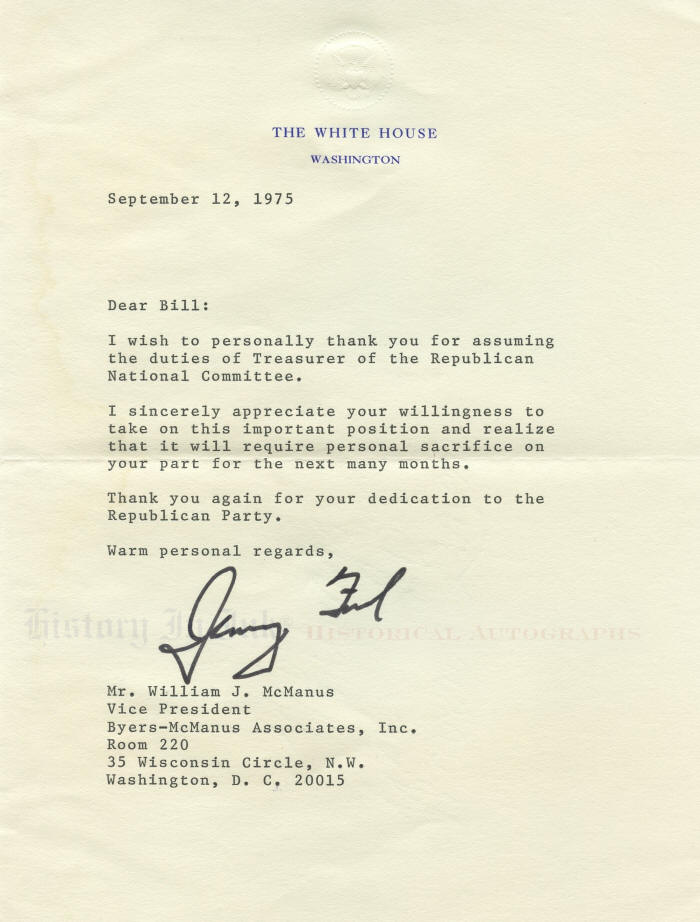 THE WHITE HOUSE
WASHINGTON
September 12, 1975
Dear Bill:
I wish to personally thank you for assuming
the duties of Treasurer of the Republican
National Committee.
I sincerely appreciate your willingness to
take on this important position and realize
that it will require personal sacrifice on
your part for the next many months.
Thank you again for your dedication to the
Republican Party.
Warm personal regards,
Jerry Ford
History In Ink HISTORICAL AUTOGRAPHS
Mr. William J. McManus
Vice President
Byers-McManus Associates, Inc.
Room 220
35 Wisconsin Circle, N.W.
Washington, D. C. 20015